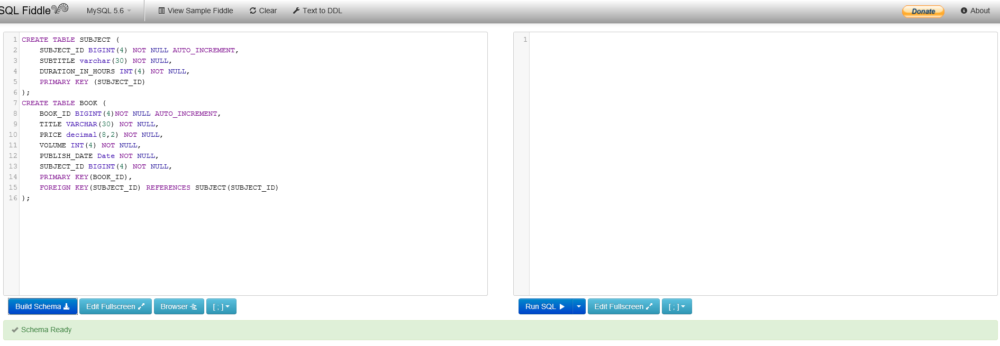 SQL Fiddle MySQL 5.6 View Sample Fiddle Clear Text to DDL Donate About
1 CREATE TABLE SUBJECT (
2 SUBJECT_ID BIGINT(4) NOT NULL AUTO_INCREMENT,
3 SUBTITLE varchar(30) NOT NULL,
4 DURATION_IN_HOURS INT(4) NOT NULL,
5 PRIMARY KEY (SUBJECT_ID)
6 );
7 CREATE TABLE BOOK (
8 BOOK_ID BIGINT(4)NOT NULL AUTO_INCREMENT,
9 TITLE VARCHAR(30) NOT NULL,
10 PRICE decimal(8,2) NOT NULL,
11 VOLUME INT(4) NOT NULL,
12 PUBLISH_DATE Date NOT NULL,
13 SUBJECT_ID BIGINT(4) NOT NULL,
14 PRIMARY KEY(BOOK_ID),
15 FOREIGN KEY(SUBJECT_ID) REFERENCES SUBJECT(SUBJECT_ID)
16 );
1
Build Schema Edit Fullscreen Browser [ ; ] Run SQL Edit Fullscreen [ ; ]
Schema Ready